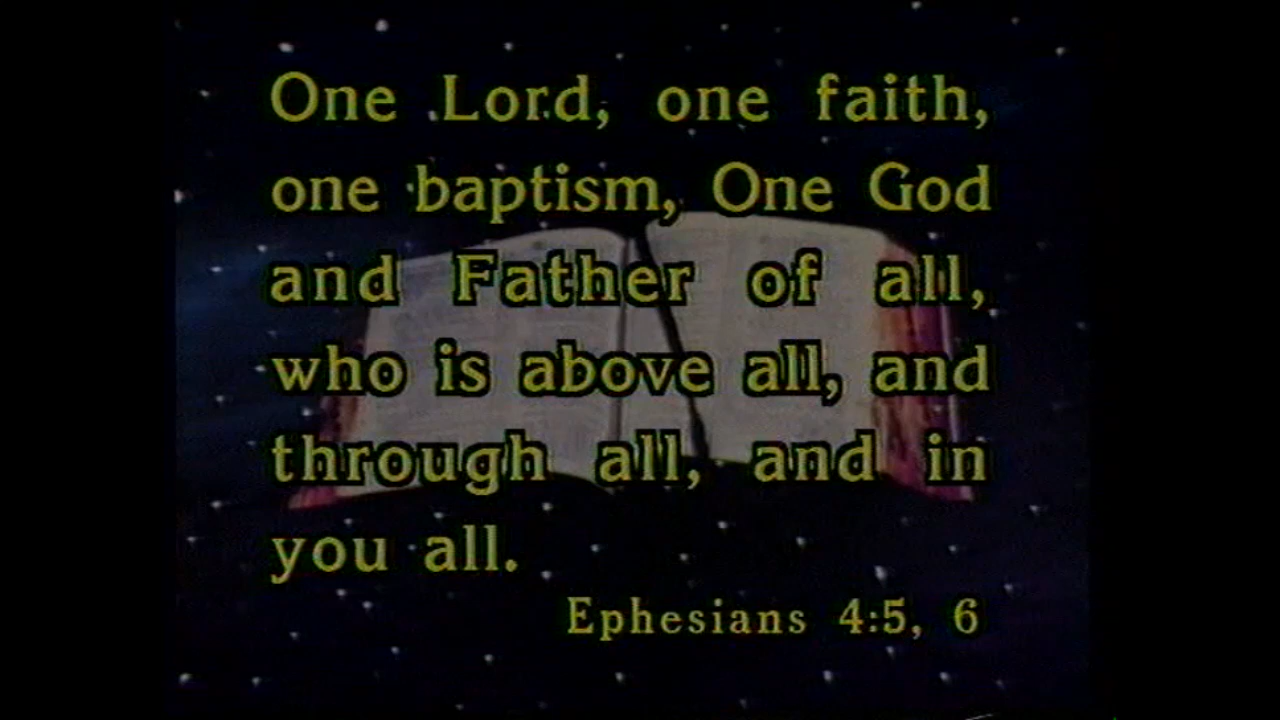 One Lord, one faith,
one baptism, One God
and Father of all,
who is above all, and
through all, and in
you all.
Ephesians 4:5, 6